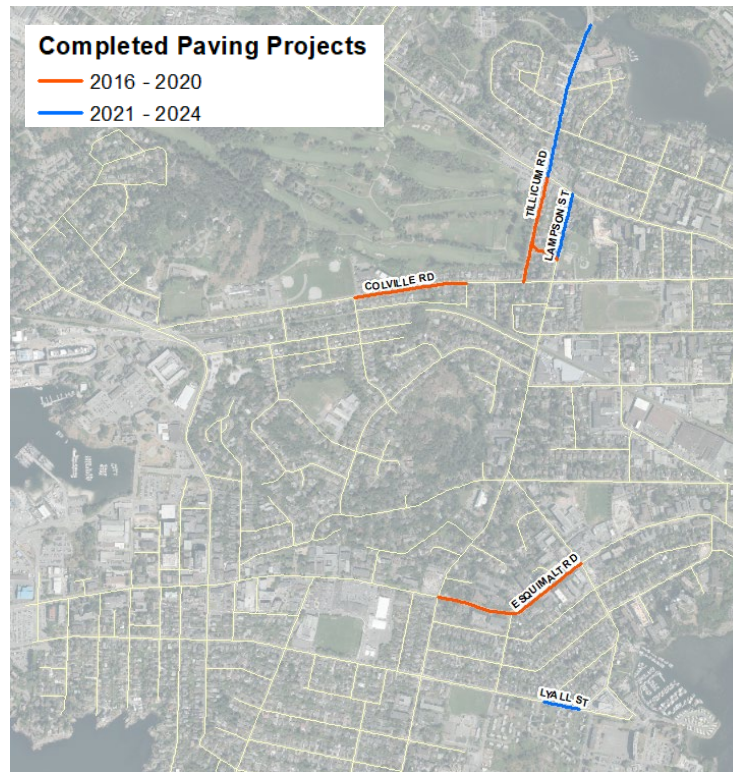 Completed Paving Projects
2016 - 2020
2021 - 2024
TILLICUM RD
LAMPSON ST
COLVILLE RD
ESQUIMALT RD
LYALL ST